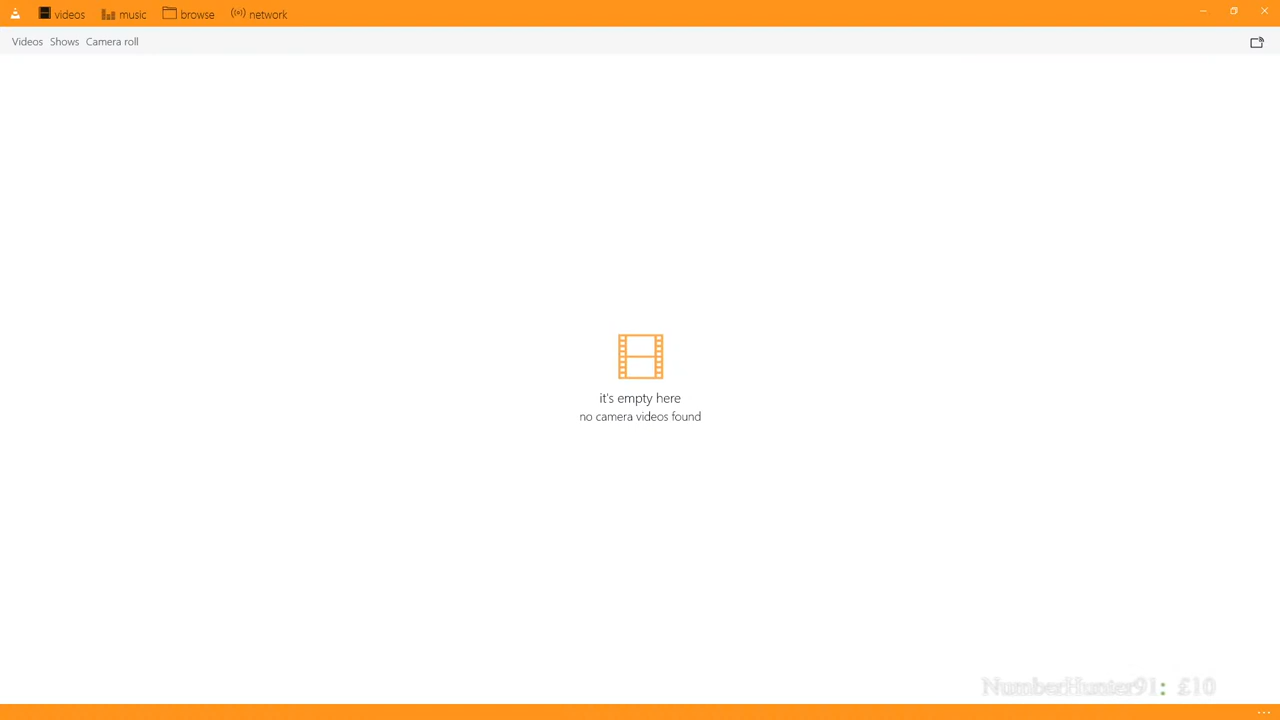 videos music browse network
Videos Shows Camera roll
it's empty here
no camera videos found
NumberHunter91: £10